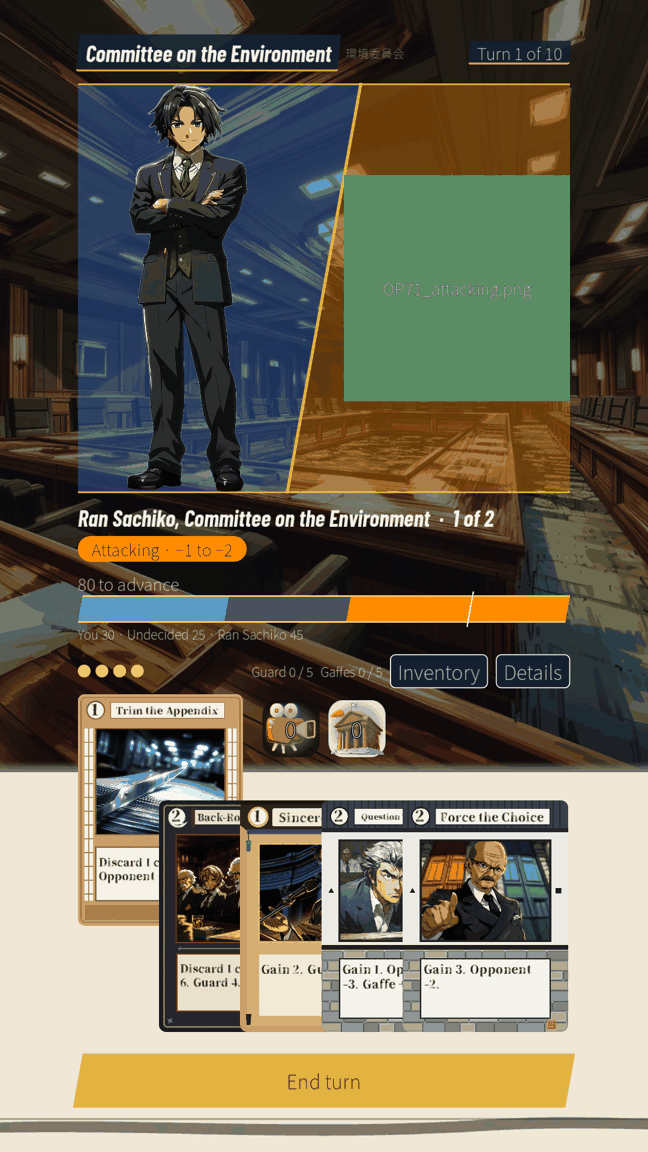 Committee on the Environment
環境委員会
Turn 1 of 10
OP71_attacking.png
Ran Sachiko, Committee on the Environment · 1 of 2
Attacking · −1 to −2
80 to advance
You 30 · Undecided 25 · Ran Sachiko 45
Guard 0 / 5 Gaffes 0 / 5
Inventory
Details
1 Trim the Appendix
0
0
Discard 1 c
Opponent
2 Back-Ro
Discard 1 c
6. Guard 4.
1 Sincer
Gain 2. Gu
2 Question
Gain 1. Op
-3. Gaffe
2 Force the Choice
Gain 3. Opponent
-2.
End turn